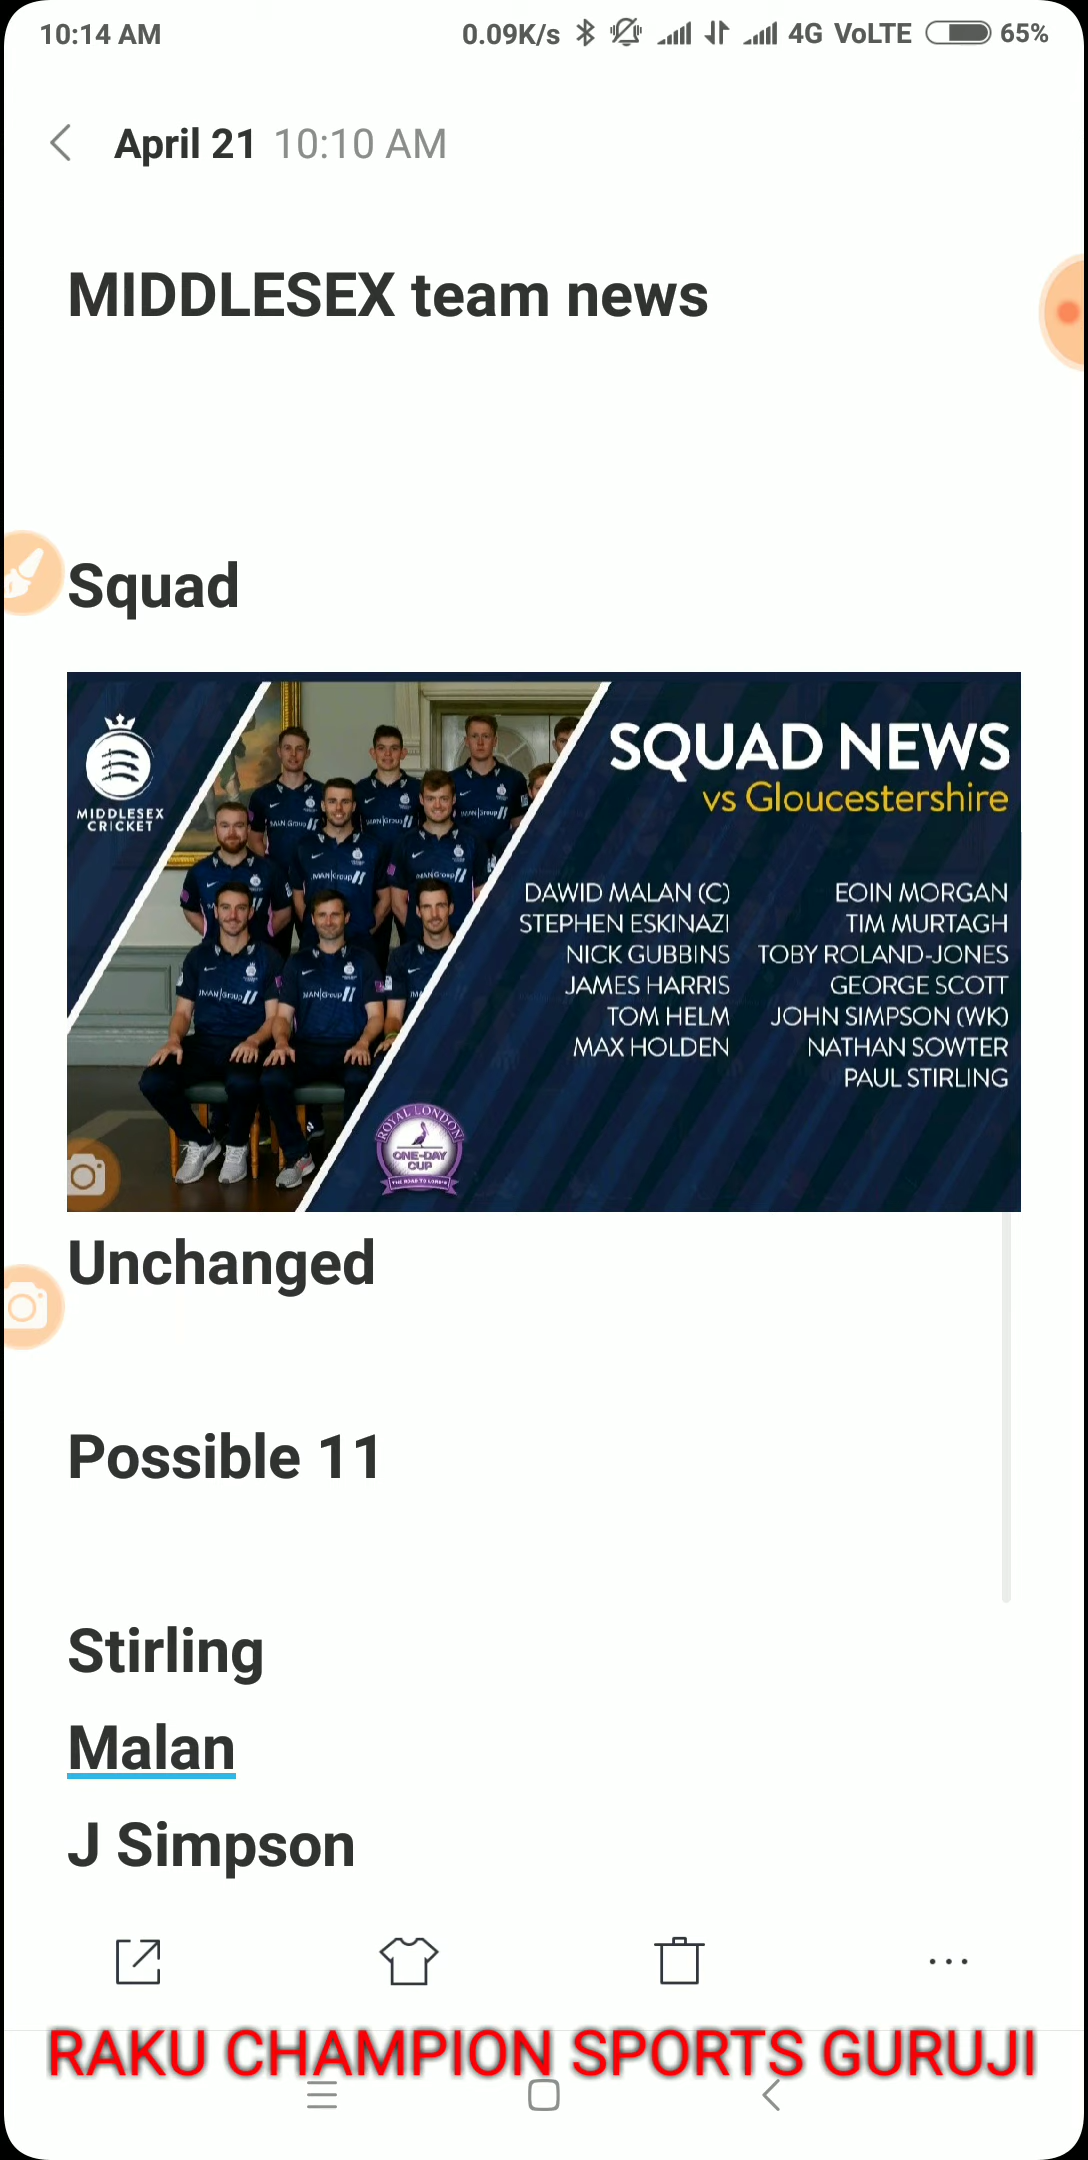 10:14 AM 0.09K/s 4G VoLTE 65%
April 21 10:10 AM
MIDDLESEX team news
Squad
MIDDLESEX
CRICKET
SQUAD NEWS
vs Gloucestershire
DAWID MALAN (C)
STEPHEN ESKINAZI
NICK GUBBINS
JAMES HARRIS
TOM HELM
MAX HOLDEN
EOIN MORGAN
TIM MURTAGH
TOBY ROLAND-JONES
GEORGE SCOTT
JOHN SIMPSON (WK)
NATHAN SOWTER
PAUL STIRLING
ROYAL LONDON
ONE-DAY
CUP
Unchanged
Possible 11
Stirling
Malan
J Simpson
RAKU CHAMPION SPORTS GURUJI